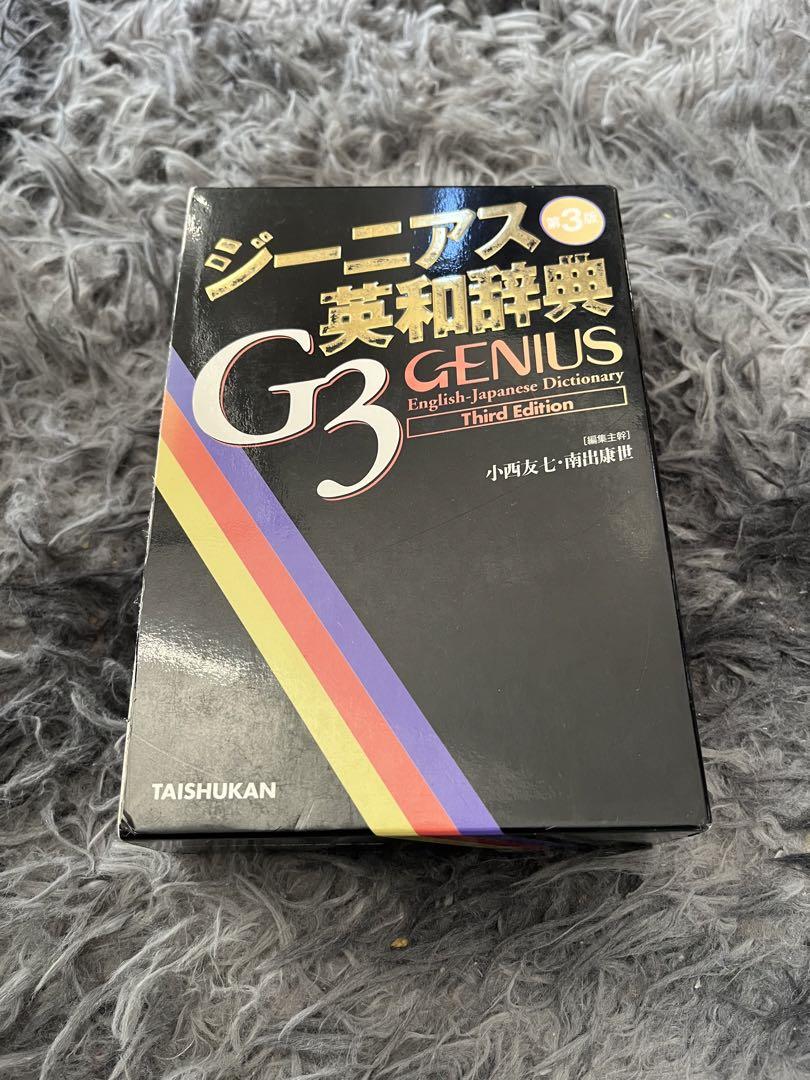 ジーニアス
第3版
英和辞典
G3
GENIUS
English-Japanese Dictionary
Third Edition
[編集主幹]
小西友七・南出康世
TAISHUKAN